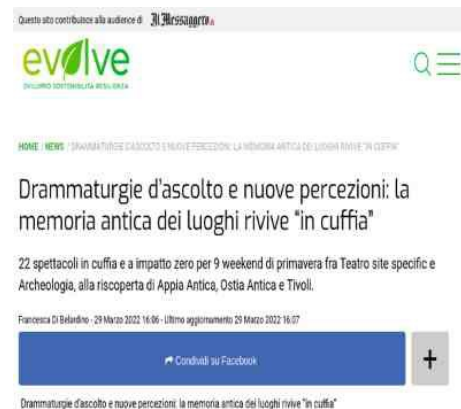 Questo sito contribuisce alla audience di Il Messaggero.it
evolve
SVILUPPO SOSTENIBILITÀ RESILIENZA
HOME / NEWS / DRAMMATURGIE D'ASCOLTO E NUOVE PERCEZIONI: LA MEMORIA ANTICA DEI LUOGHI RIVIVE "IN CUFFIA"
Drammaturgie d'ascolto e nuove percezioni: la
memoria antica dei luoghi rivive "in cuffia"
22 spettacoli in cuffia e a impatto zero per 9 weekend di primavera fra Teatro site specific e
Archeologia, alla riscoperta di Appia Antica, Ostia Antica e Tivoli.
Francesca Di Belardino - 29 Marzo 2022 16:06 - Ultimo aggiornamento 29 Marzo 2022 16:07
Condividi su Facebook
+
Drammaturgie d'ascolto e nuove percezioni: la memoria antica dei luoghi rivive "in cuffia"